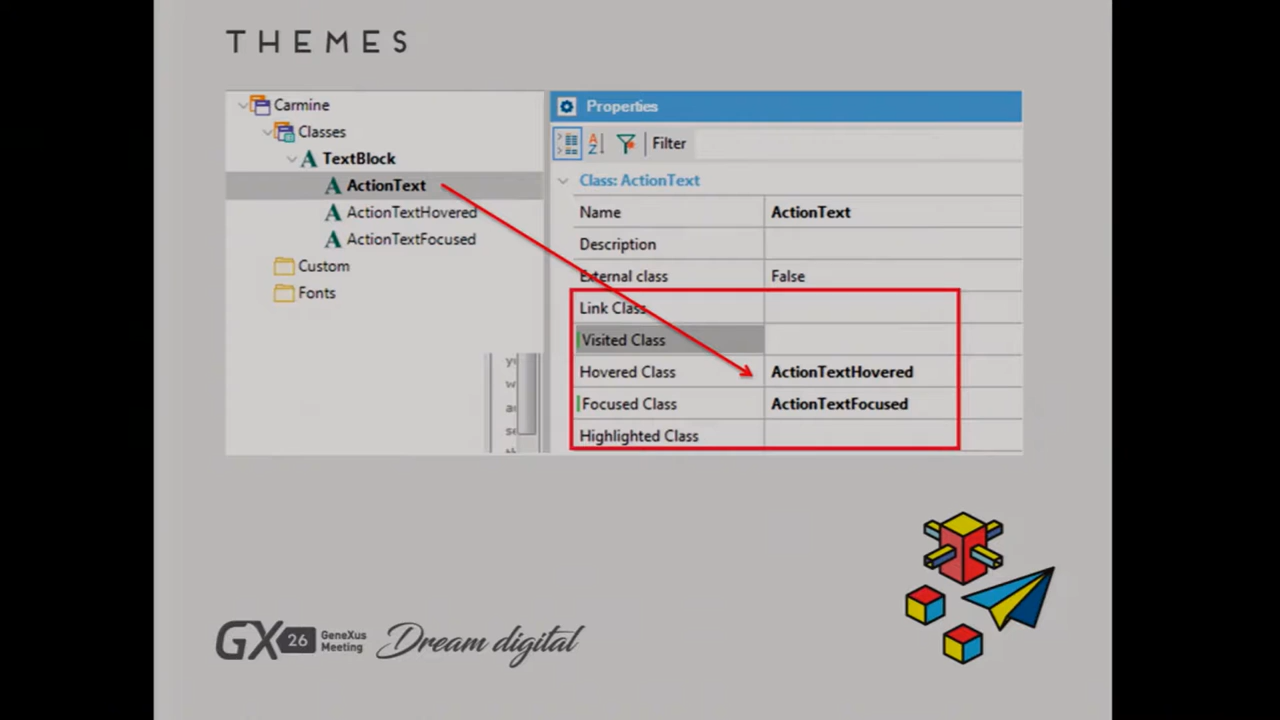 THEMES
Carmine
Classes
TextBlock
ActionText
ActionTextHovered
ActionTextFocused
Custom
Fonts
Properties
Filter
Class: ActionText
Name ActionText
Description
External class False
Link Class
Visited Class
Hovered Class ActionTextHovered
Focused Class ActionTextFocused
Highlighted Class
GX 26 GeneXus
Meeting
Dream digital